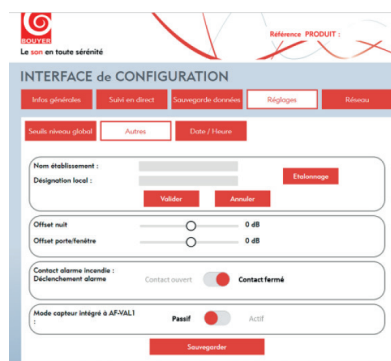 BOUYER
Le son en toute sérénité
Référence PRODUIT :
INTERFACE de CONFIGURATION
Infos générales
Suivi en direct
Sauvegarde données
Réglages
Réseau
Seuils niveau global
Autres
Date / Heure
Nom établissement :
Désignation local :
Etalonnage
Valider
Annuler
Offset nuit
0 dB
Offset porte/fenêtre
0 dB
Contact alarme incendie :
Déclenchement alarme
Contact ouvert
Contact fermé
Mode capteur intégré à AF-VAL1
:
Passif
Actif
Sauvegarder